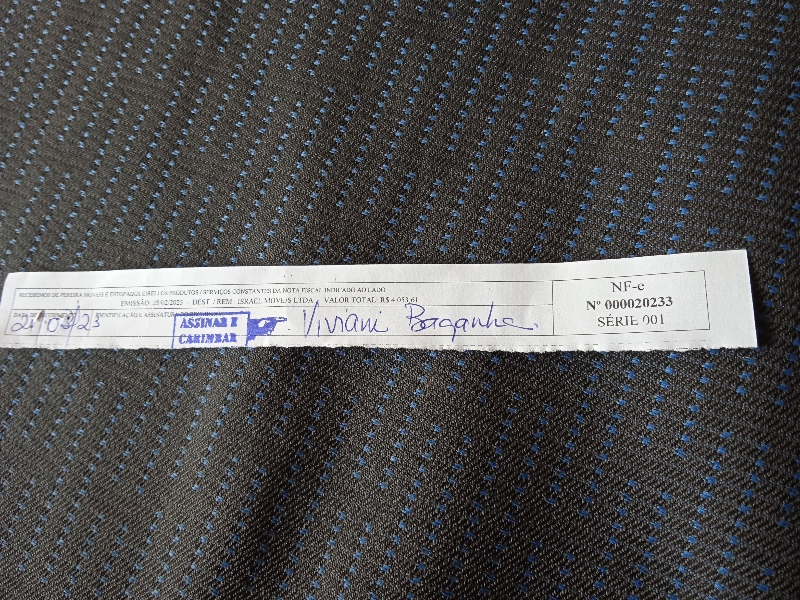 RECEBEMOS DE PEREIRA MOVEIS E ESTOFADOS EIRELI OS PRODUTOS / SERVIÇOS CONSTANTES DA NOTA FISCAL INDICADO AO LADO
EMISSÃO: 28/02/2023 - DEST. / REM.: ISRAEL MOVEIS LTDA - VALOR TOTAL: R$ 4.053,61
IDENTIFICAÇÃO E ASSINATURA
21 03/23
ASSINAR E
CARIMBAR
Viviani Baganha.
NF-e
Nº 000020233
SÉRIE 001